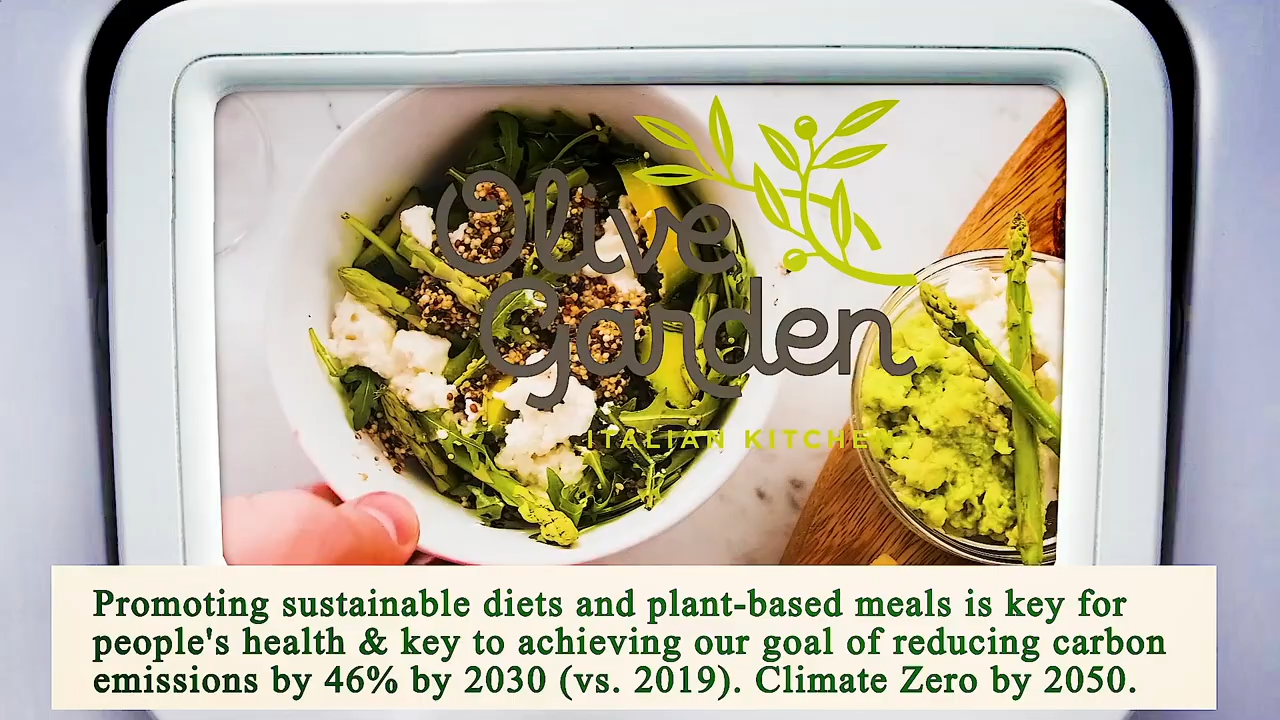 Olive
Garden
ITALIAN KITCHEN
Promoting sustainable diets and plant-based meals is key for
people's health & key to achieving our goal of reducing carbon
emissions by 46% by 2030 (vs. 2019). Climate Zero by 2050.